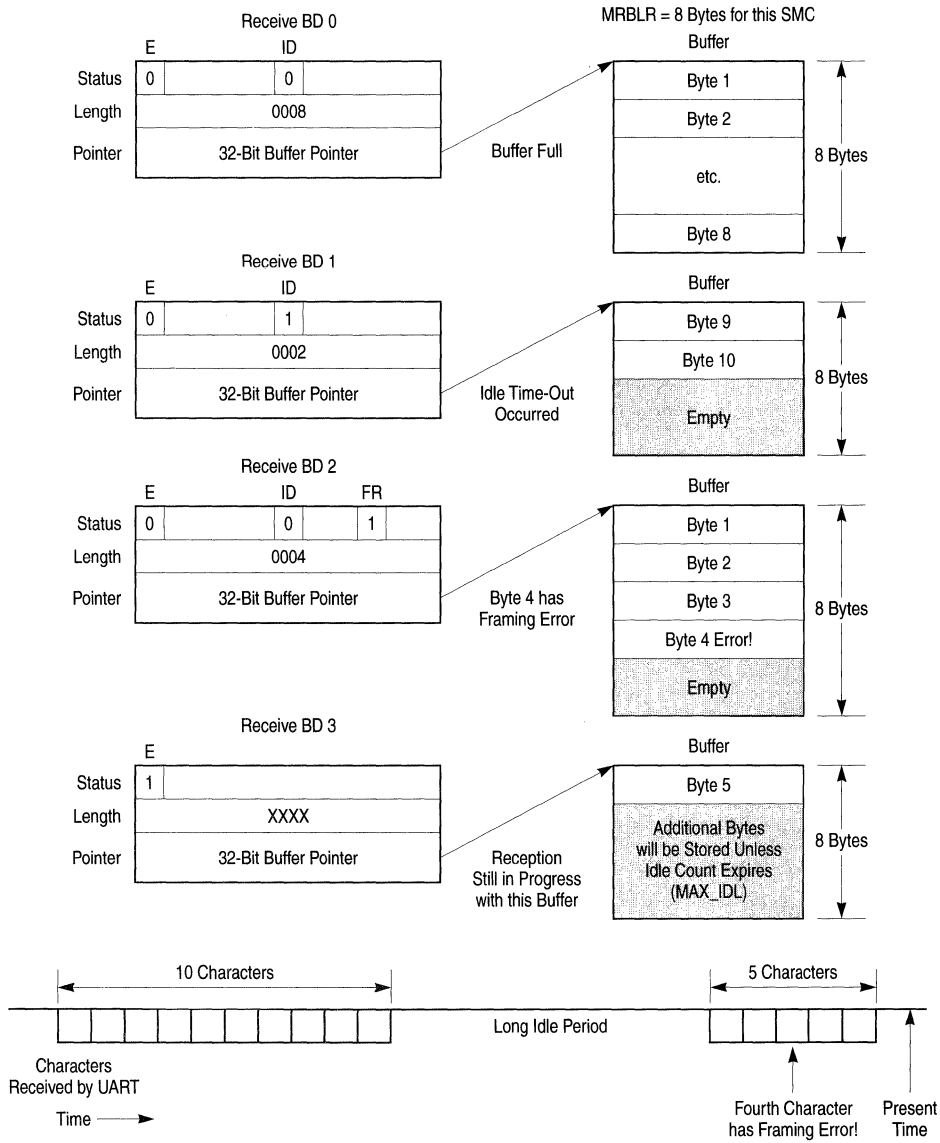 MRBLR = 8 Bytes for this SMC
Receive BD 0
E ID
Status 0 0
Length 0008
Pointer 32-Bit Buffer Pointer
Buffer Full
Buffer
Byte 1
Byte 2
etc.
Byte 8
8 Bytes
Receive BD 1
E ID
Status 0 1
Length 0002
Pointer 32-Bit Buffer Pointer
Idle Time-Out
Occurred
Buffer
Byte 9
Byte 10
Empty
8 Bytes
Receive BD 2
E ID FR
Status 0 0 1
Length 0004
Pointer 32-Bit Buffer Pointer
Byte 4 has
Framing Error
Buffer
Byte 1
Byte 2
Byte 3
Byte 4 Error!
Empty
8 Bytes
Receive BD 3
E
Status 1
Length XXXX
Pointer 32-Bit Buffer Pointer
Reception
Still in Progress
with this Buffer
Buffer
Byte 5
Additional Bytes
will be Stored Unless
Idle Count Expires
(MAX_IDL)
8 Bytes
10 Characters
5 Characters
Long Idle Period
Characters
Received by UART
Time
Fourth Character
has Framing Error!
Present
Time